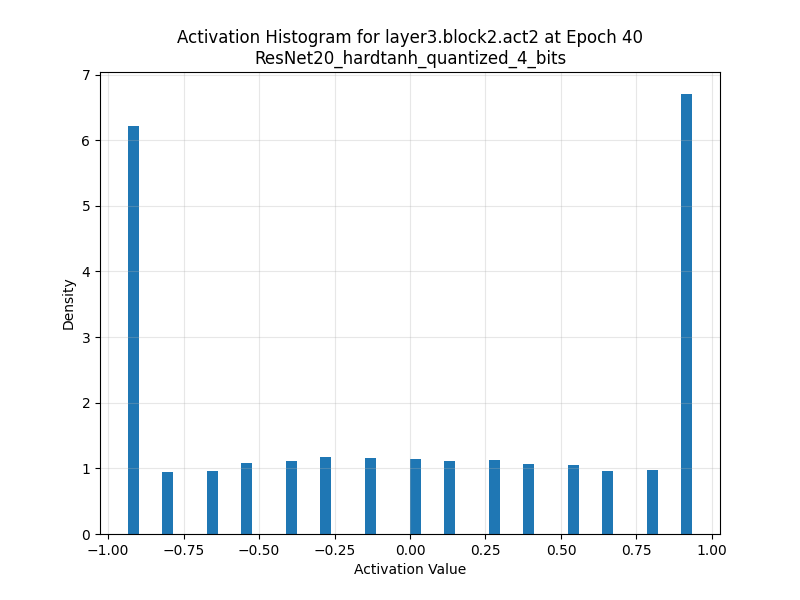 Activation Histogram for layer3.block2.act2 at Epoch 40
ResNet20_hardtanh_quantized_4_bits
7
6
5
4
3
2
1
0
Density
−1.00 −0.75 −0.50 −0.25 0.00 0.25 0.50 0.75 1.00
Activation Value